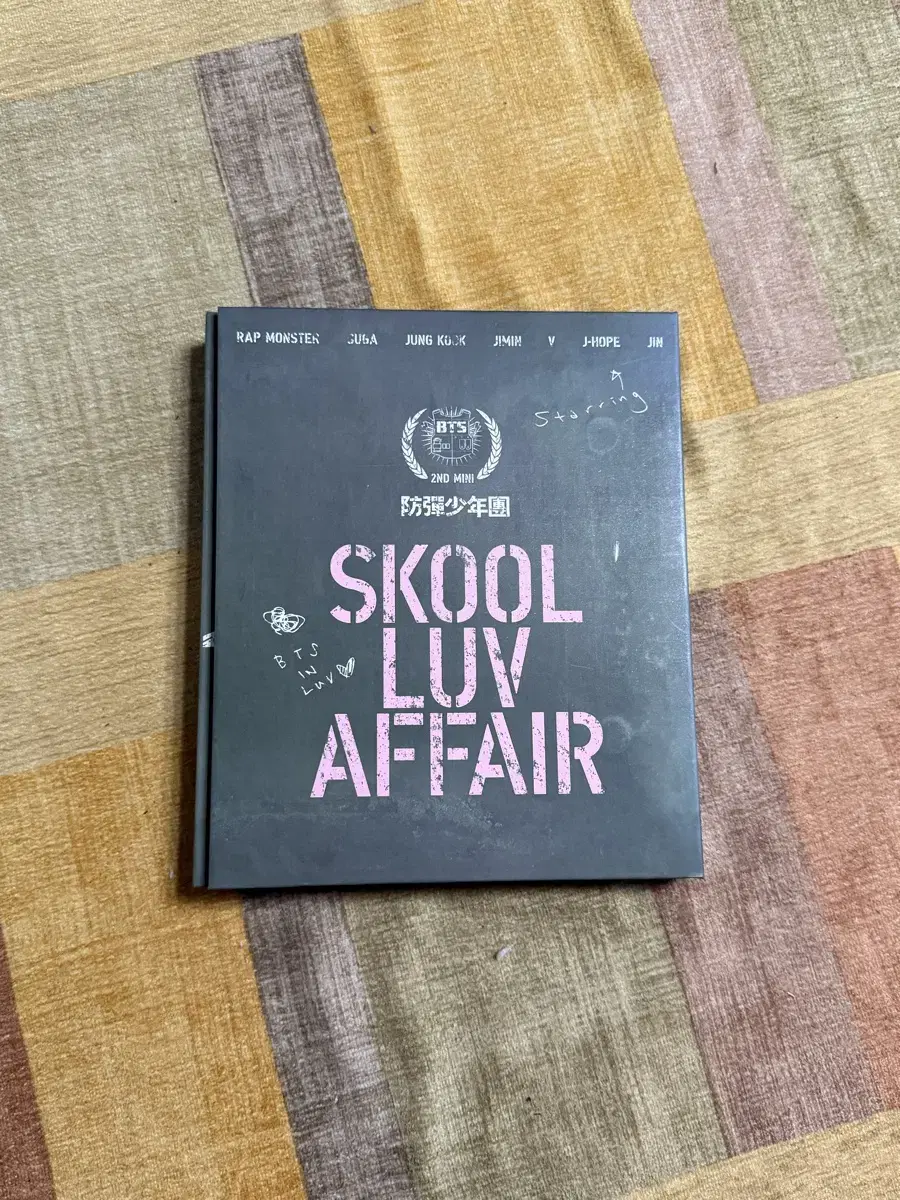 RAP MONSTER SUGA JUNG KOOK JIMIN V J-HOPE JIN
Starring
BTS
2ND MINI
防彈少年團
SKOOL
LUV
AFFAIR
BTS
IN
LUV